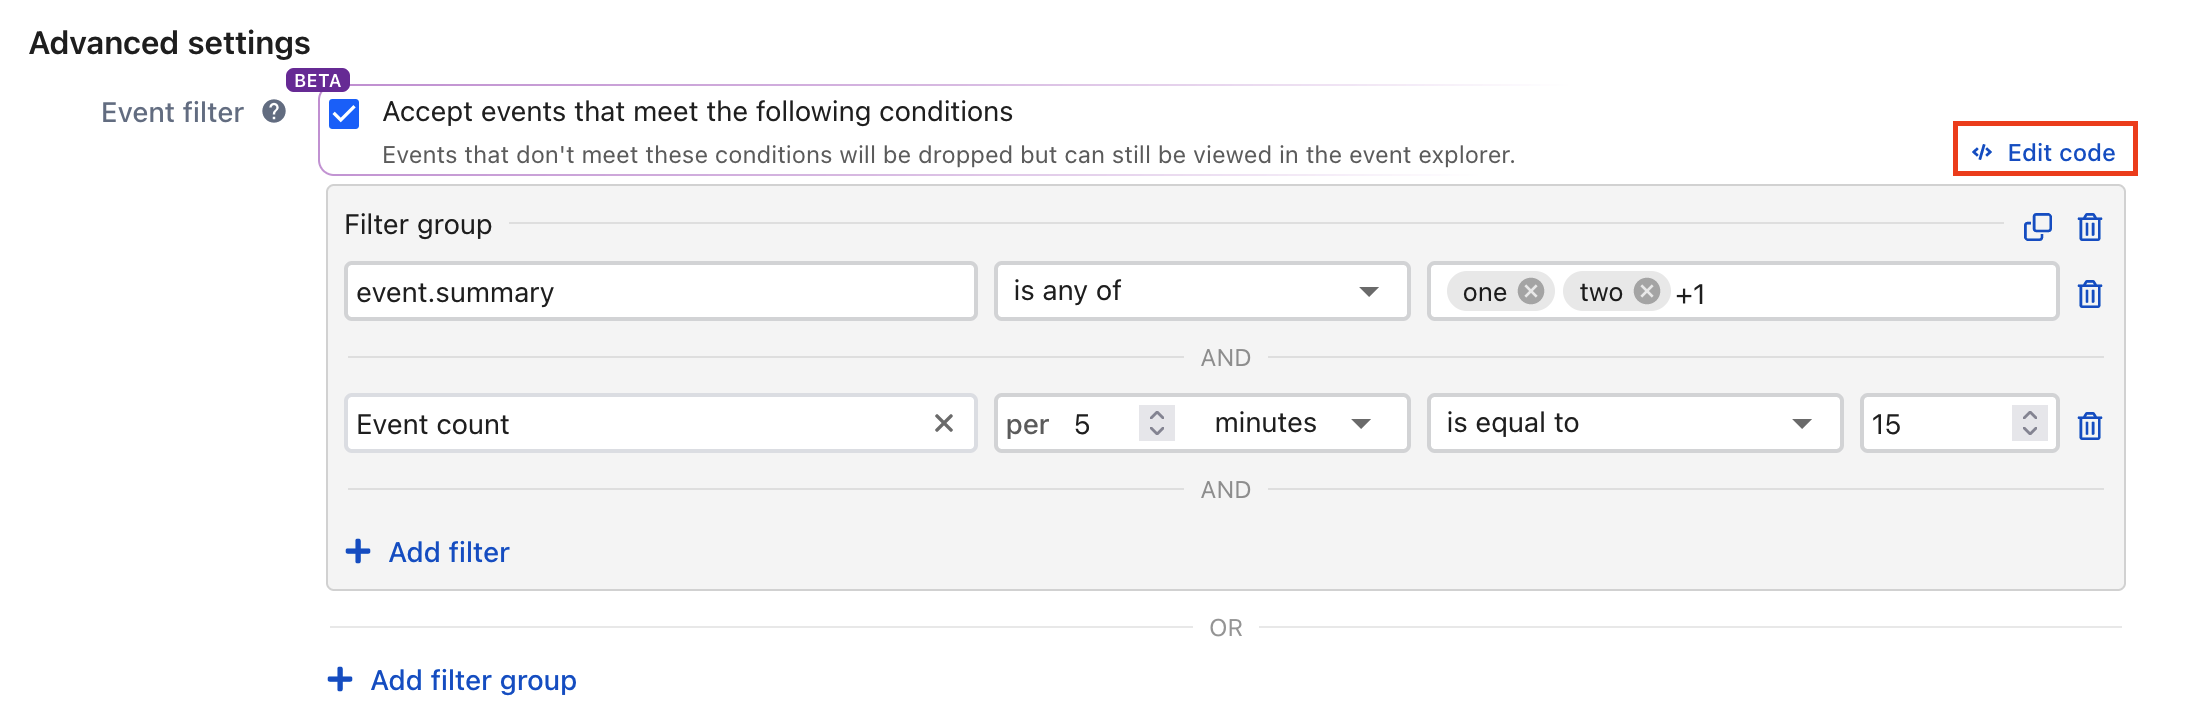 Advanced settings
BETA
Event filter
Accept events that meet the following conditions
Events that don't meet these conditions will be dropped but can still be viewed in the event explorer.
</> Edit code
Filter group
event.summary is any of one two +1
AND
Event count per 5 minutes is equal to 15
AND
+ Add filter
OR
+ Add filter group